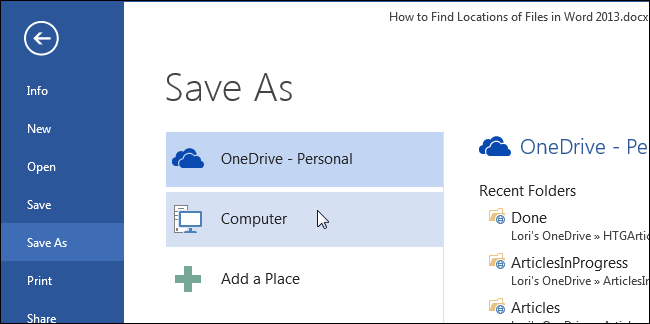 How to Find Locations of Files in Word 2013.docx
Info
New
Open
Save
Save As
Print
Share
Save As
OneDrive - Personal
Computer
Add a Place
OneDrive - Pe
Recent Folders
Done
Lori's OneDrive » HTGArtic
ArticlesInProgress
Lori's OneDrive » ArticlesIn
Articles
Lori's OneDrive » Articles